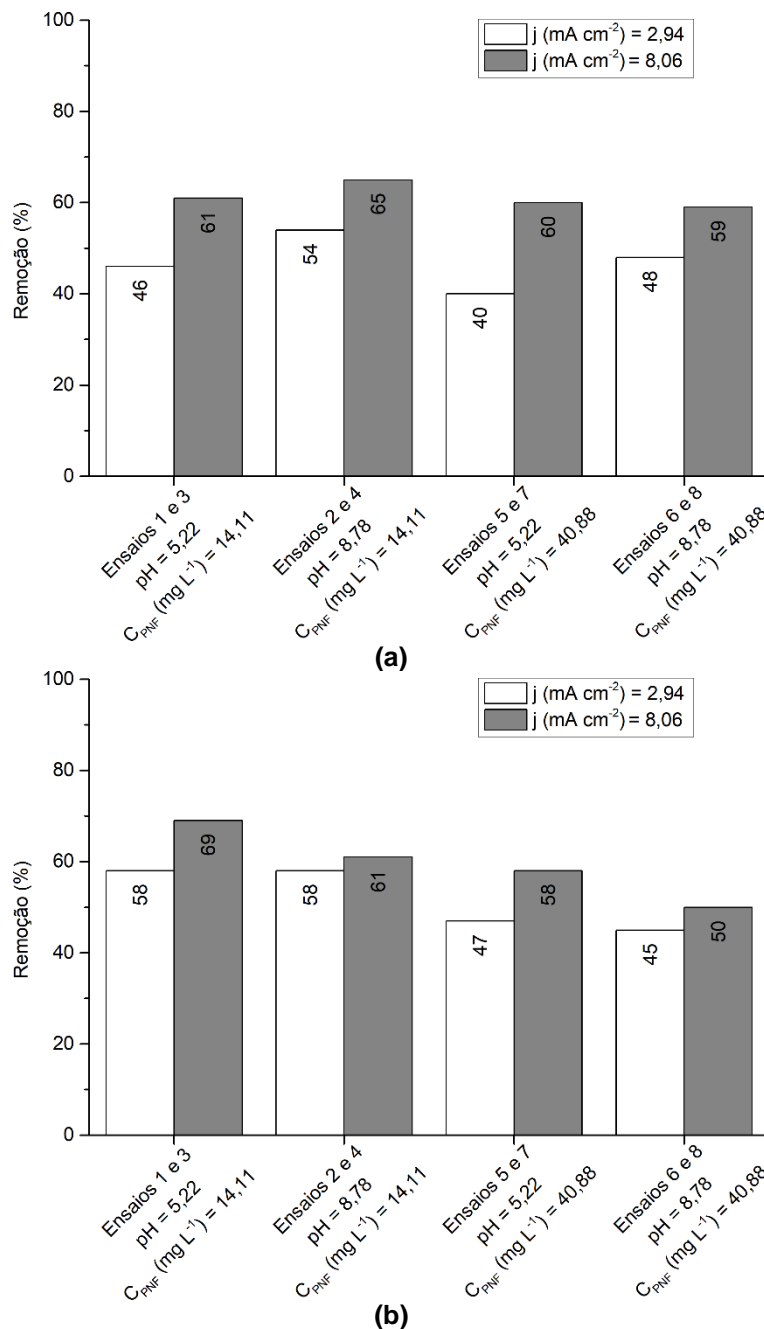 100
80
60
40
20
0
Remoção (%)
j (mA cm⁻²) = 2,94
j (mA cm⁻²) = 8,06
46
61
54
65
40
60
48
59
Ensaios 1 e 3
pH = 5,22
C_PNF (mg L⁻¹) = 14,11
Ensaios 2 e 4
pH = 8,78
C_PNF (mg L⁻¹) = 14,11
Ensaios 5 e 7
pH = 5,22
C_PNF (mg L⁻¹) = 40,88
Ensaios 6 e 8
pH = 8,78
C_PNF (mg L⁻¹) = 40,88
(a)
100
80
60
40
20
0
Remoção (%)
j (mA cm⁻²) = 2,94
j (mA cm⁻²) = 8,06
58
69
58
61
47
58
45
50
Ensaios 1 e 3
pH = 5,22
C_PNF (mg L⁻¹) = 14,11
Ensaios 2 e 4
pH = 8,78
C_PNF (mg L⁻¹) = 14,11
Ensaios 5 e 7
pH = 5,22
C_PNF (mg L⁻¹) = 40,88
Ensaios 6 e 8
pH = 8,78
C_PNF (mg L⁻¹) = 40,88
(b)